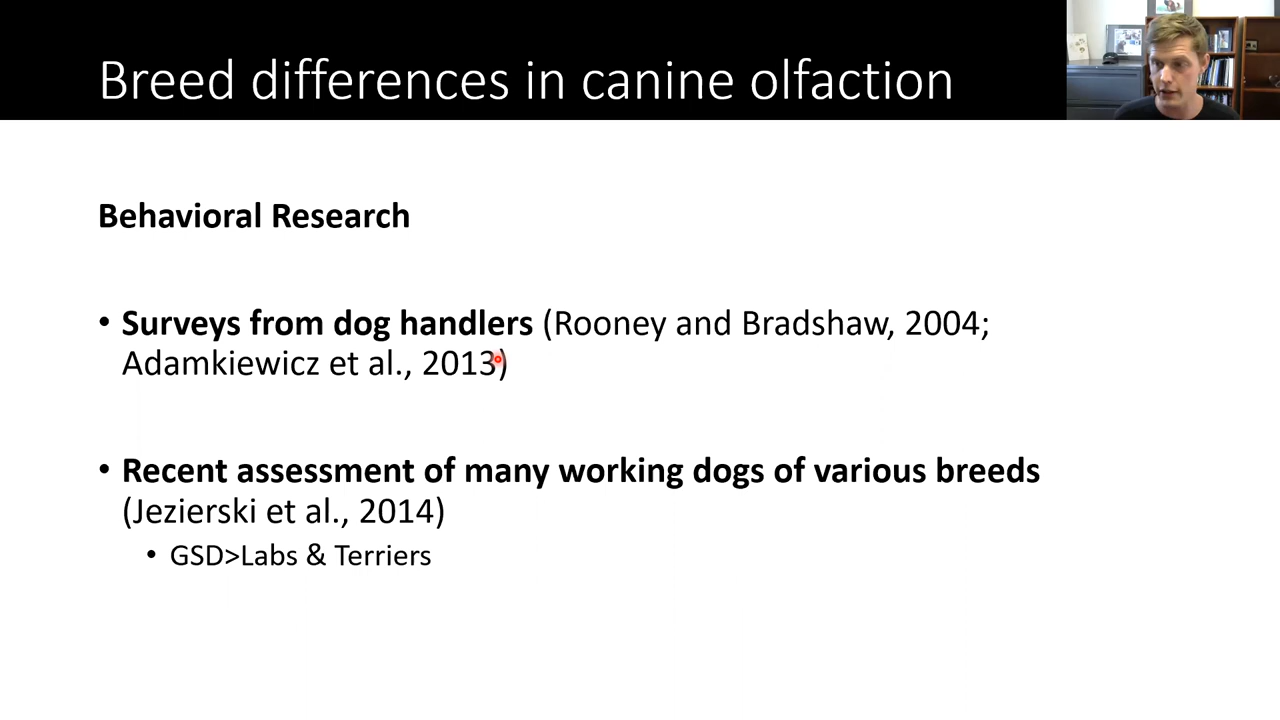 Breed differences in canine olfaction
Behavioral Research
• Surveys from dog handlers (Rooney and Bradshaw, 2004;
Adamkiewicz et al., 2013)
• Recent assessment of many working dogs of various breeds
(Jezierski et al., 2014)
• GSD>Labs & Terriers